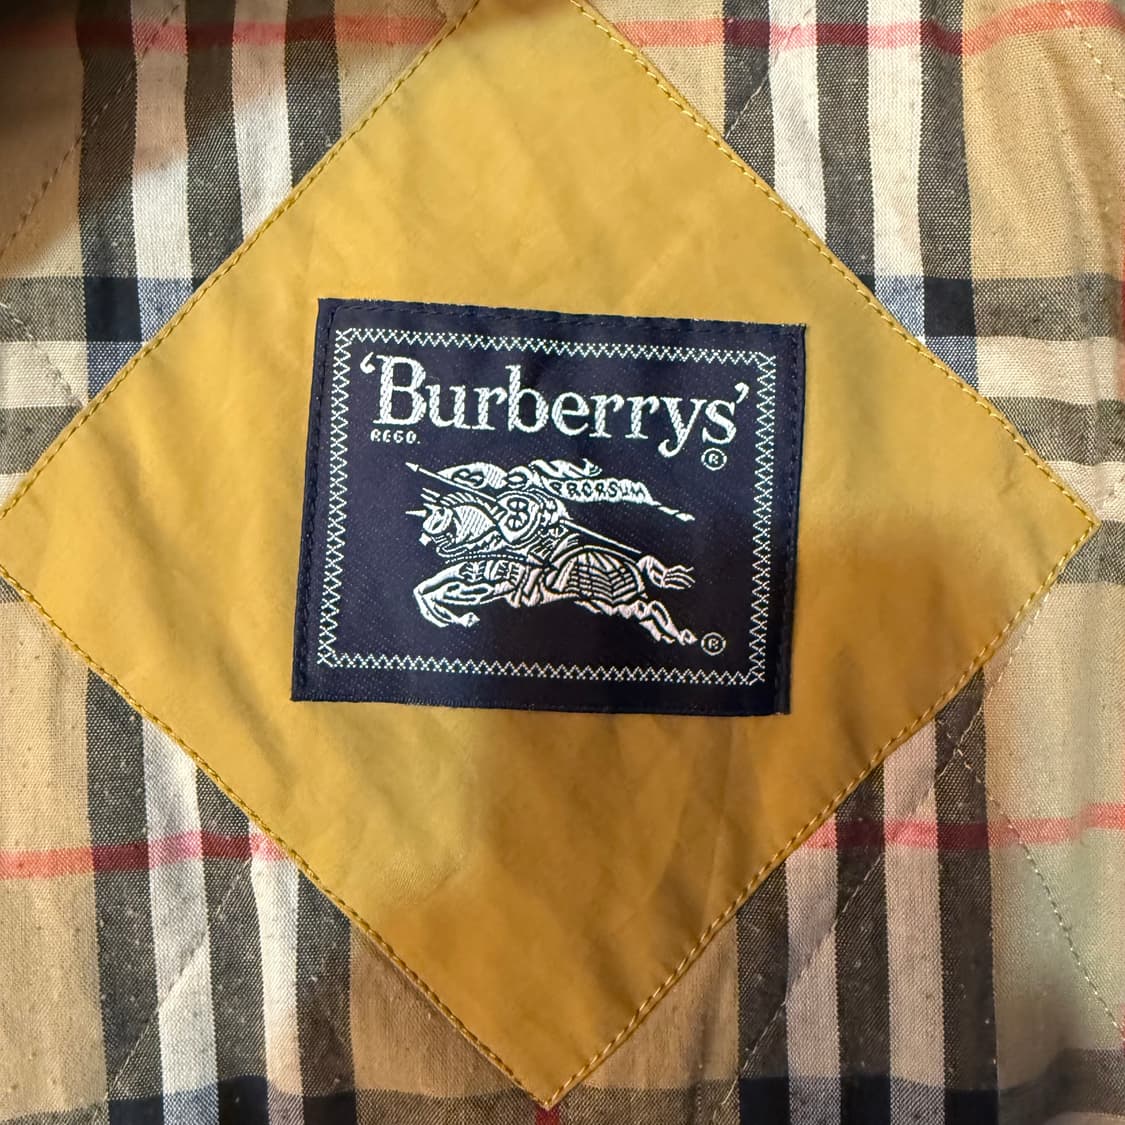 ‘Burberrys’
REGD.
®
PRORSUM
®